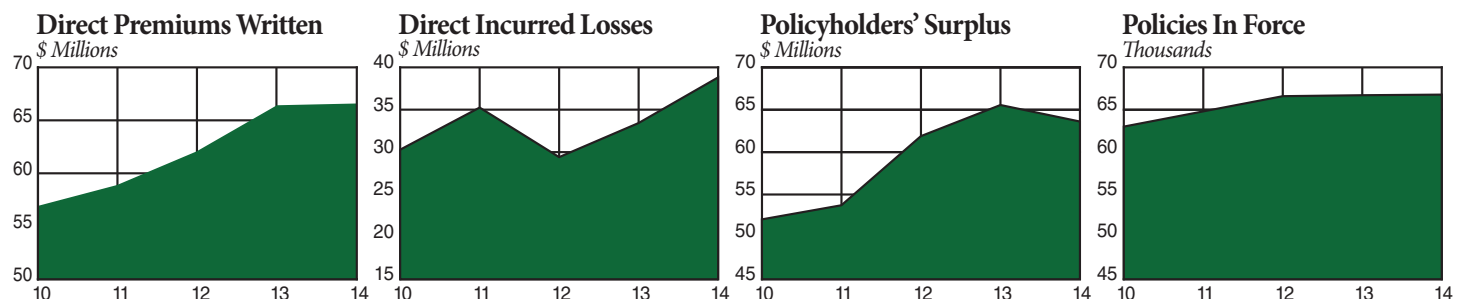 Direct Premiums Written
$ Millions
70
65
60
55
50
10 11 12 13 14
Direct Incurred Losses
$ Millions
40
35
30
25
20
15
10 11 12 13 14
Policyholders’ Surplus
$ Millions
70
65
60
55
50
45
10 11 12 13 14
Policies In Force
Thousands
70
65
60
55
50
45
10 11 12 13 14